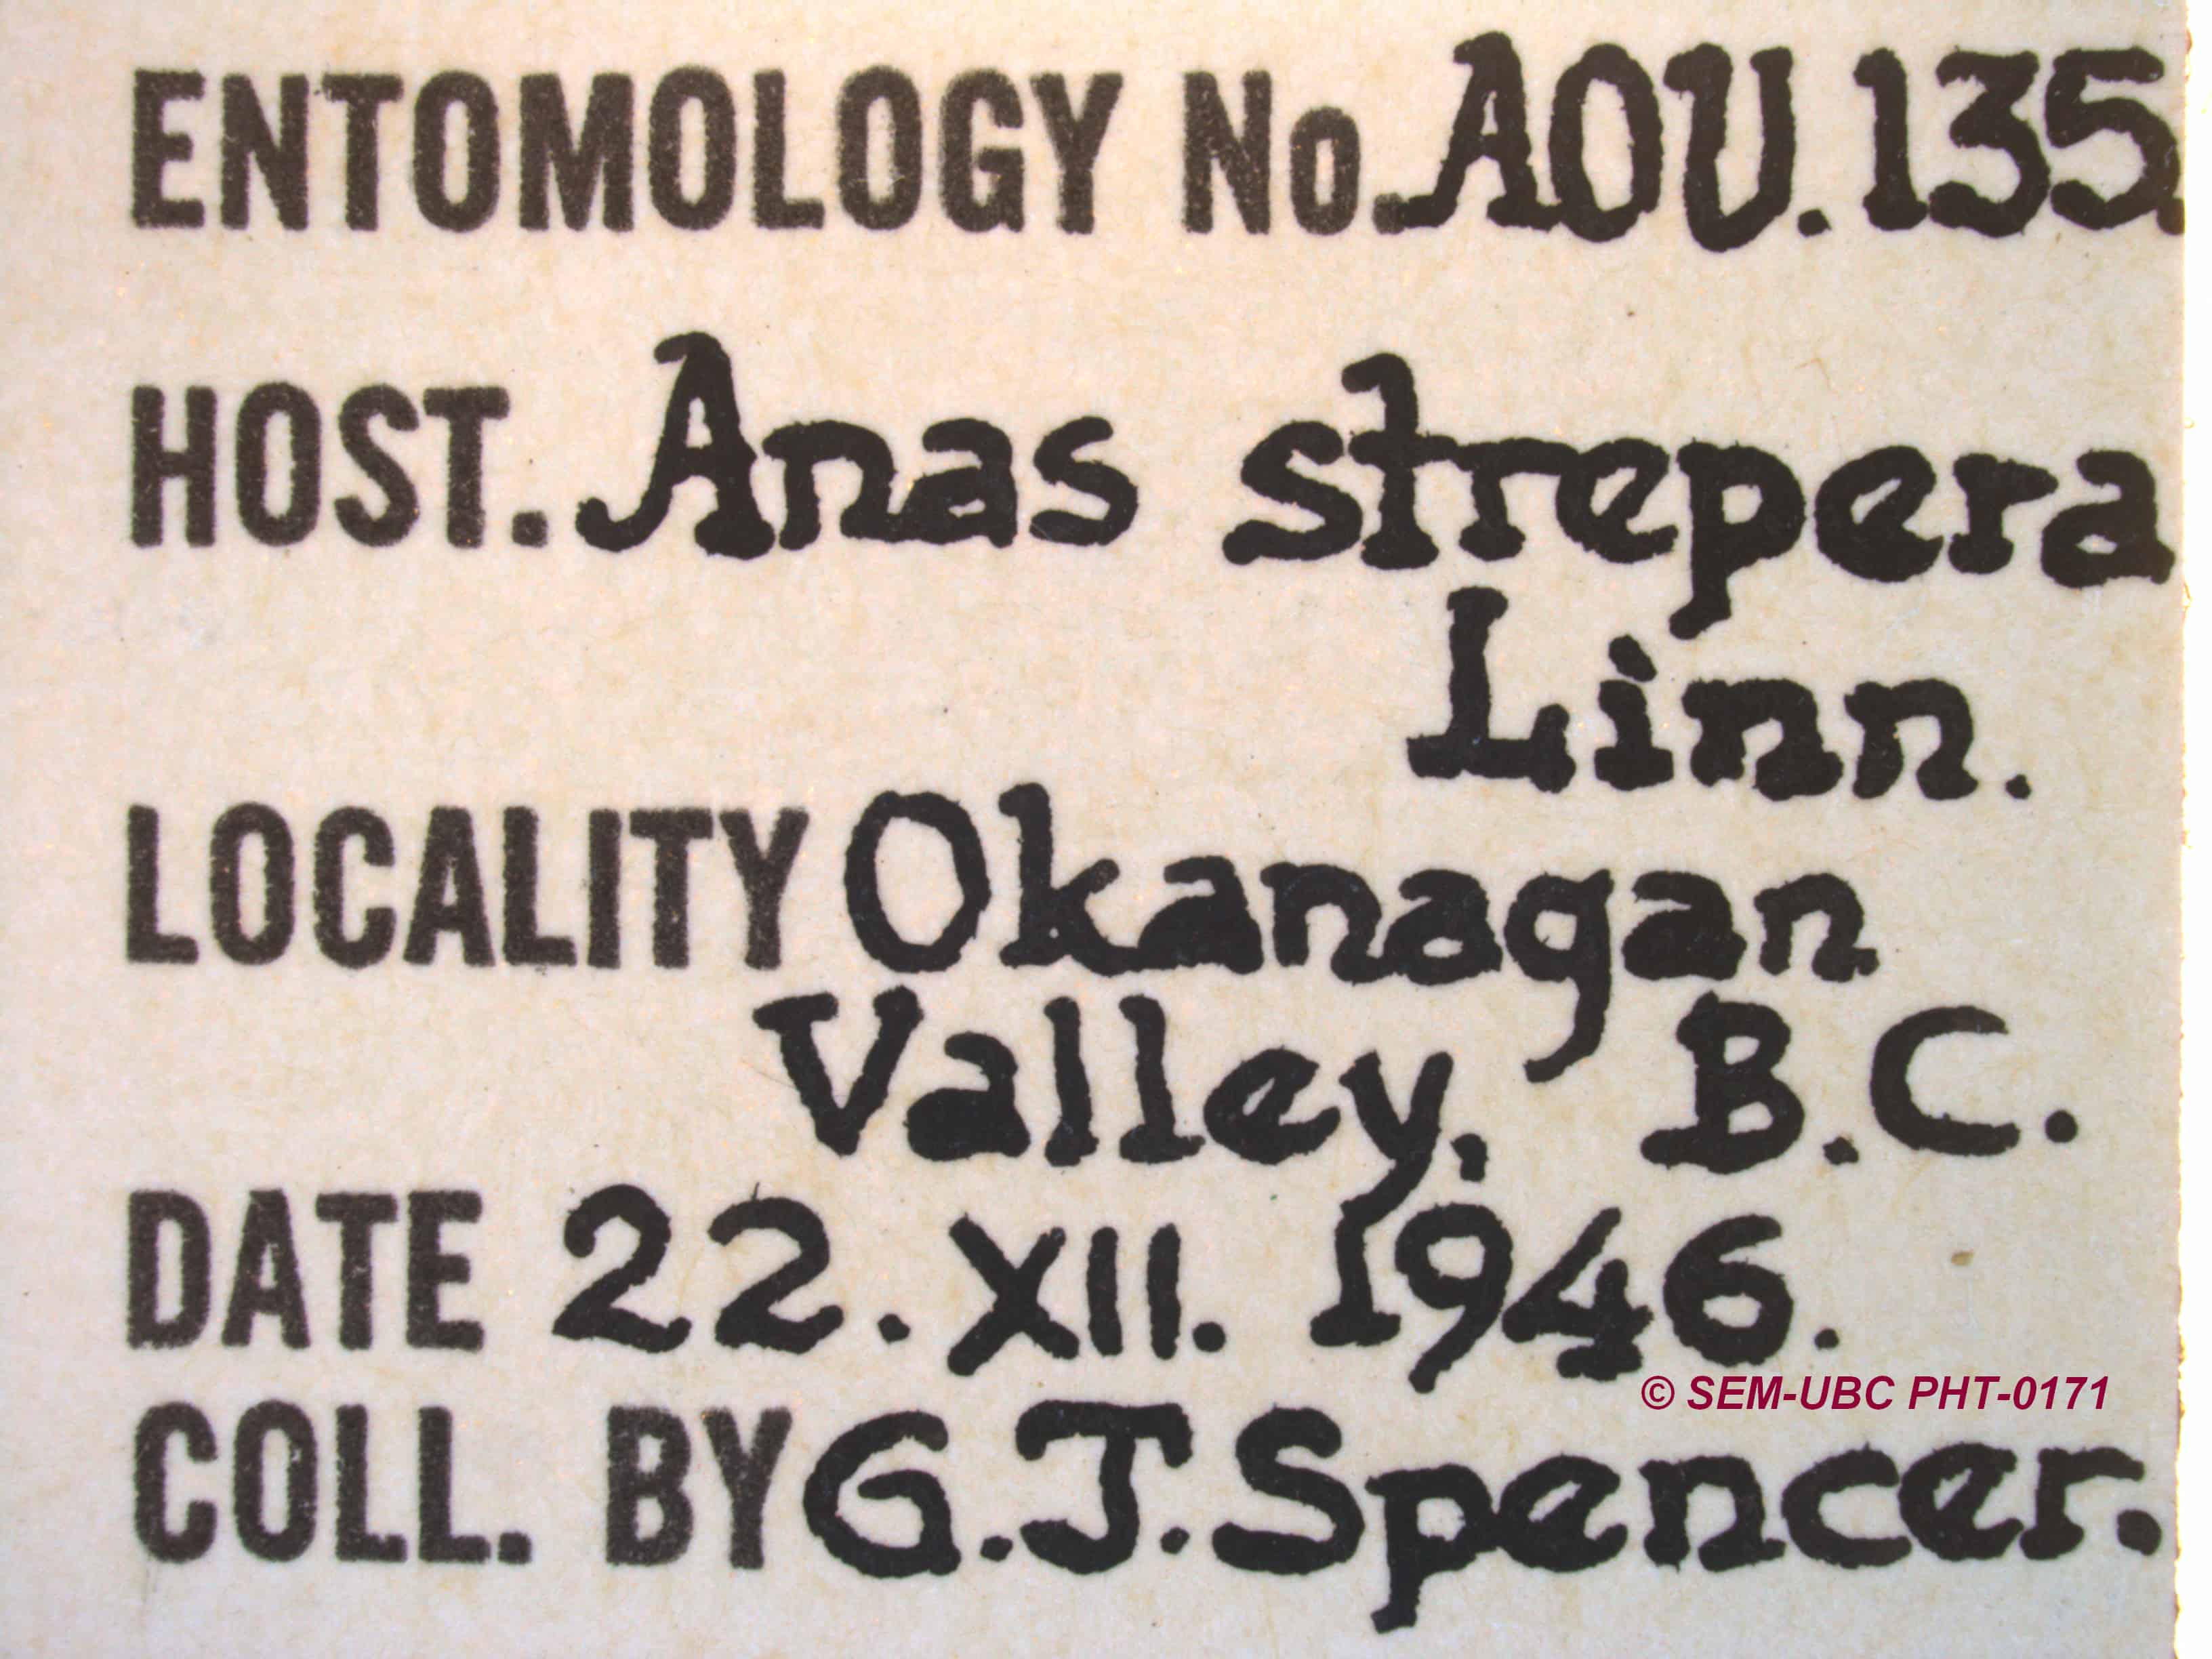 ENTOMOLOGY No. AOU. 135.
HOST. Anas strepera
Linn.
LOCALITY Okanagan
Valley, B.C.
DATE 22. XII. 1946.
© SEM-UBC PHT-0171
COLL. BY G.J. Spencer.